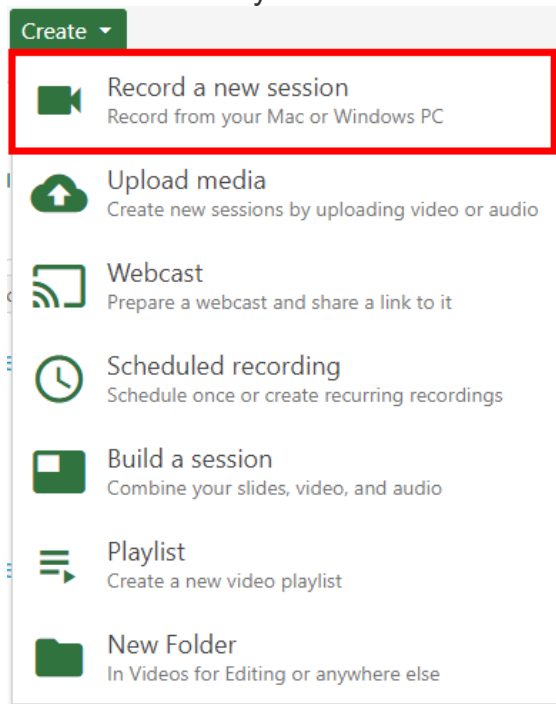 Create
Record a new session
Record from your Mac or Windows PC
Upload media
Create new sessions by uploading video or audio
Webcast
Prepare a webcast and share a link to it
Scheduled recording
Schedule once or create recurring recordings
Build a session
Combine your slides, video, and audio
Playlist
Create a new video playlist
New Folder
In Videos for Editing or anywhere else